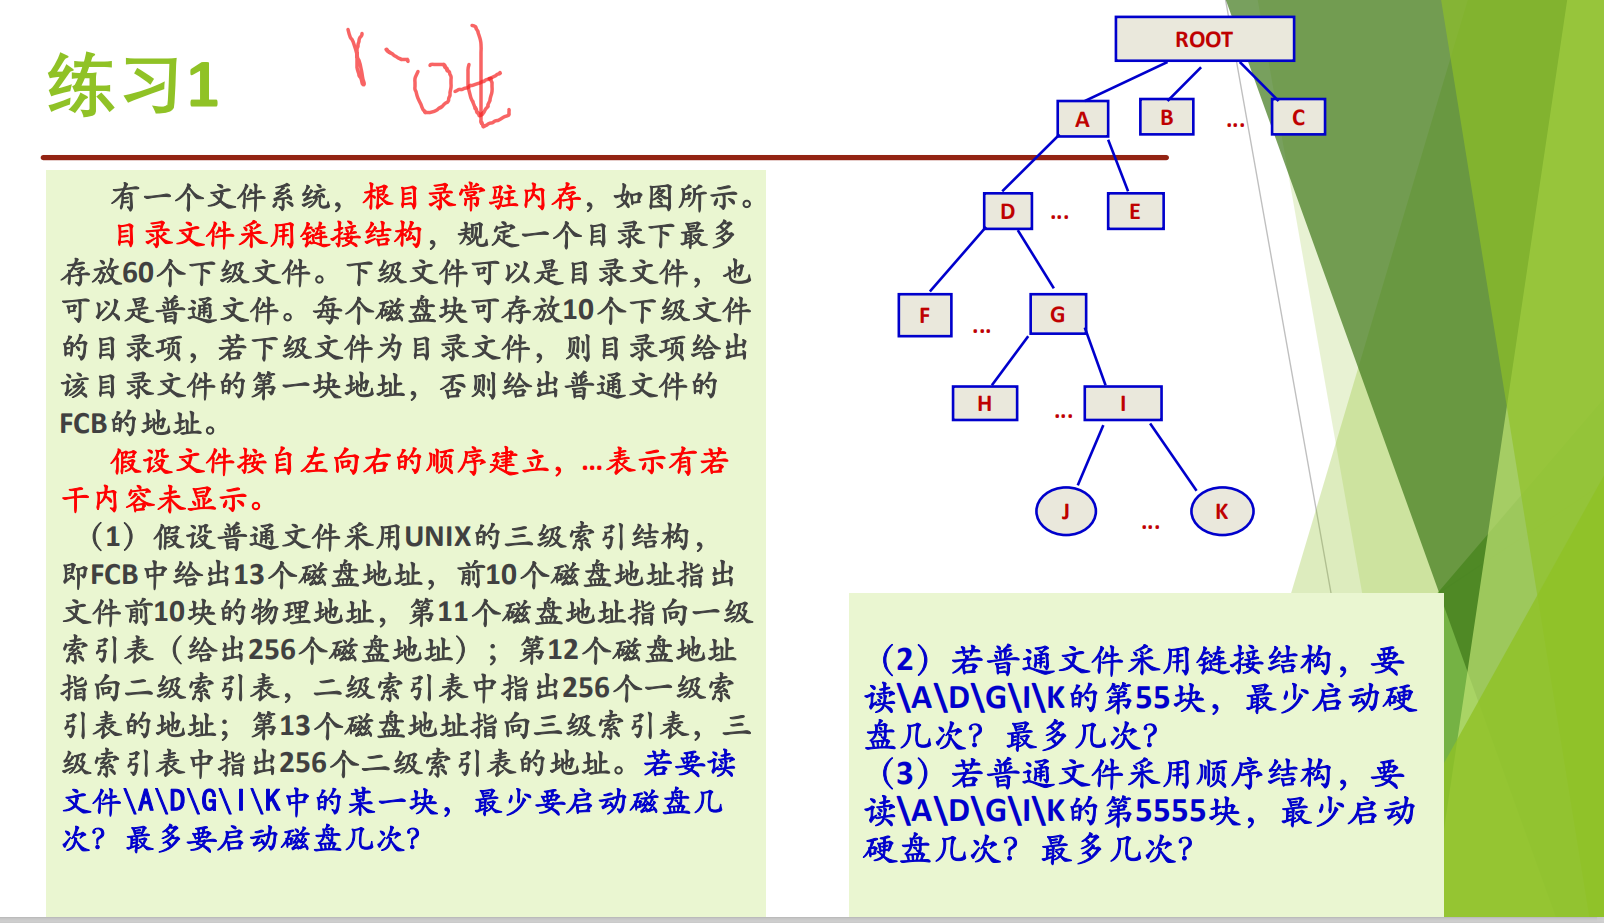 练习1
有一个文件系统，根目录常驻内存，如图所示。
目录文件采用链接结构，规定一个目录下最多
存放60个下级文件。下级文件可以是目录文件，也
可以是普通文件。每个磁盘块可存放10个下级文件
的目录项，若下级文件为目录文件，则目录项给出
该目录文件的第一块地址，否则给出普通文件的
FCB的地址。
假设文件按自左向右的顺序建立，...表示有若
干内容未显示。
（1）假设普通文件采用UNIX的三级索引结构，
即FCB中给出13个磁盘地址，前10个磁盘地址指出
文件前10块的物理地址，第11个磁盘地址指向一级
索引表（给出256个磁盘地址）；第12个磁盘地址
指向二级索引表，二级索引表中指出256个一级索
引表的地址；第13个磁盘地址指向三级索引表，三
级索引表中指出256个二级索引表的地址。若要读
文件\A\D\G\I\K中的某一块，最少要启动磁盘几
次？最多要启动磁盘几次？
ROOT
A B ... C
D ... E
F ... G
H ... I
J ... K
（2）若普通文件采用链接结构，要
读\A\D\G\I\K的第55块，最少启动硬
盘几次？最多几次？
（3）若普通文件采用顺序结构，要
读\A\D\G\I\K的第5555块，最少启动
硬盘几次？最多几次？